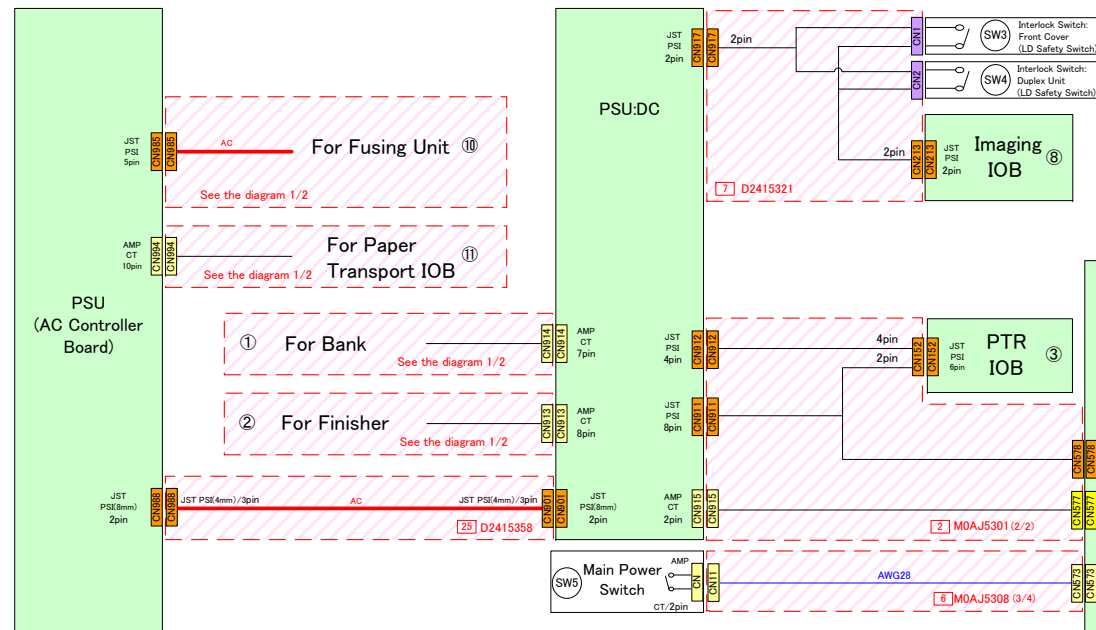 JST
PSI
2pin
CN917
CN917
2pin
CN1
SW3
Interlock Switch:
Front Cover
(LD Safety Switch)
CN2
SW4
Interlock Switch:
Duplex Unit
(LD Safety Switch)
PSU:DC
JST
PSI
5pin
CN985
CN985
AC
For Fusing Unit ⑩
See the diagram 1/2
2pin
CN213
CN213
JST
PSI
2pin
Imaging
IOB
⑧
7 D2415321
AMP
CT
10pin
CN994
CN994
For Paper
Transport IOB
⑪
See the diagram 1/2
PSU
(AC Controller
Board)
① For Bank
See the diagram 1/2
CN914
CN914
AMP
CT
7pin
JST
PSI
4pin
CN912
CN912
4pin
2pin
CN152
CN152
JST
PSI
6pin
PTR
IOB
③
② For Finisher
See the diagram 1/2
CN913
CN913
AMP
CT
8pin
JST
PSI
8pin
CN911
CN911
CN578
CN578
JST
PSI(8mm)
2pin
CN988
CN988
JST PSI(4mm)/3pin
AC
JST PSI(4mm)/3pin
25 D2415358
CN901
CN901
JST
PSI(8mm)
2pin
AMP
CT
2pin
CN915
CN915
2 M0AJ5301 (2/2)
CN577
CN577
SW5
Main Power
Switch
AMP
CT/2pin
CN
CN11
AWG28
6 M0AJ5308 (3/4)
CN573
CN573